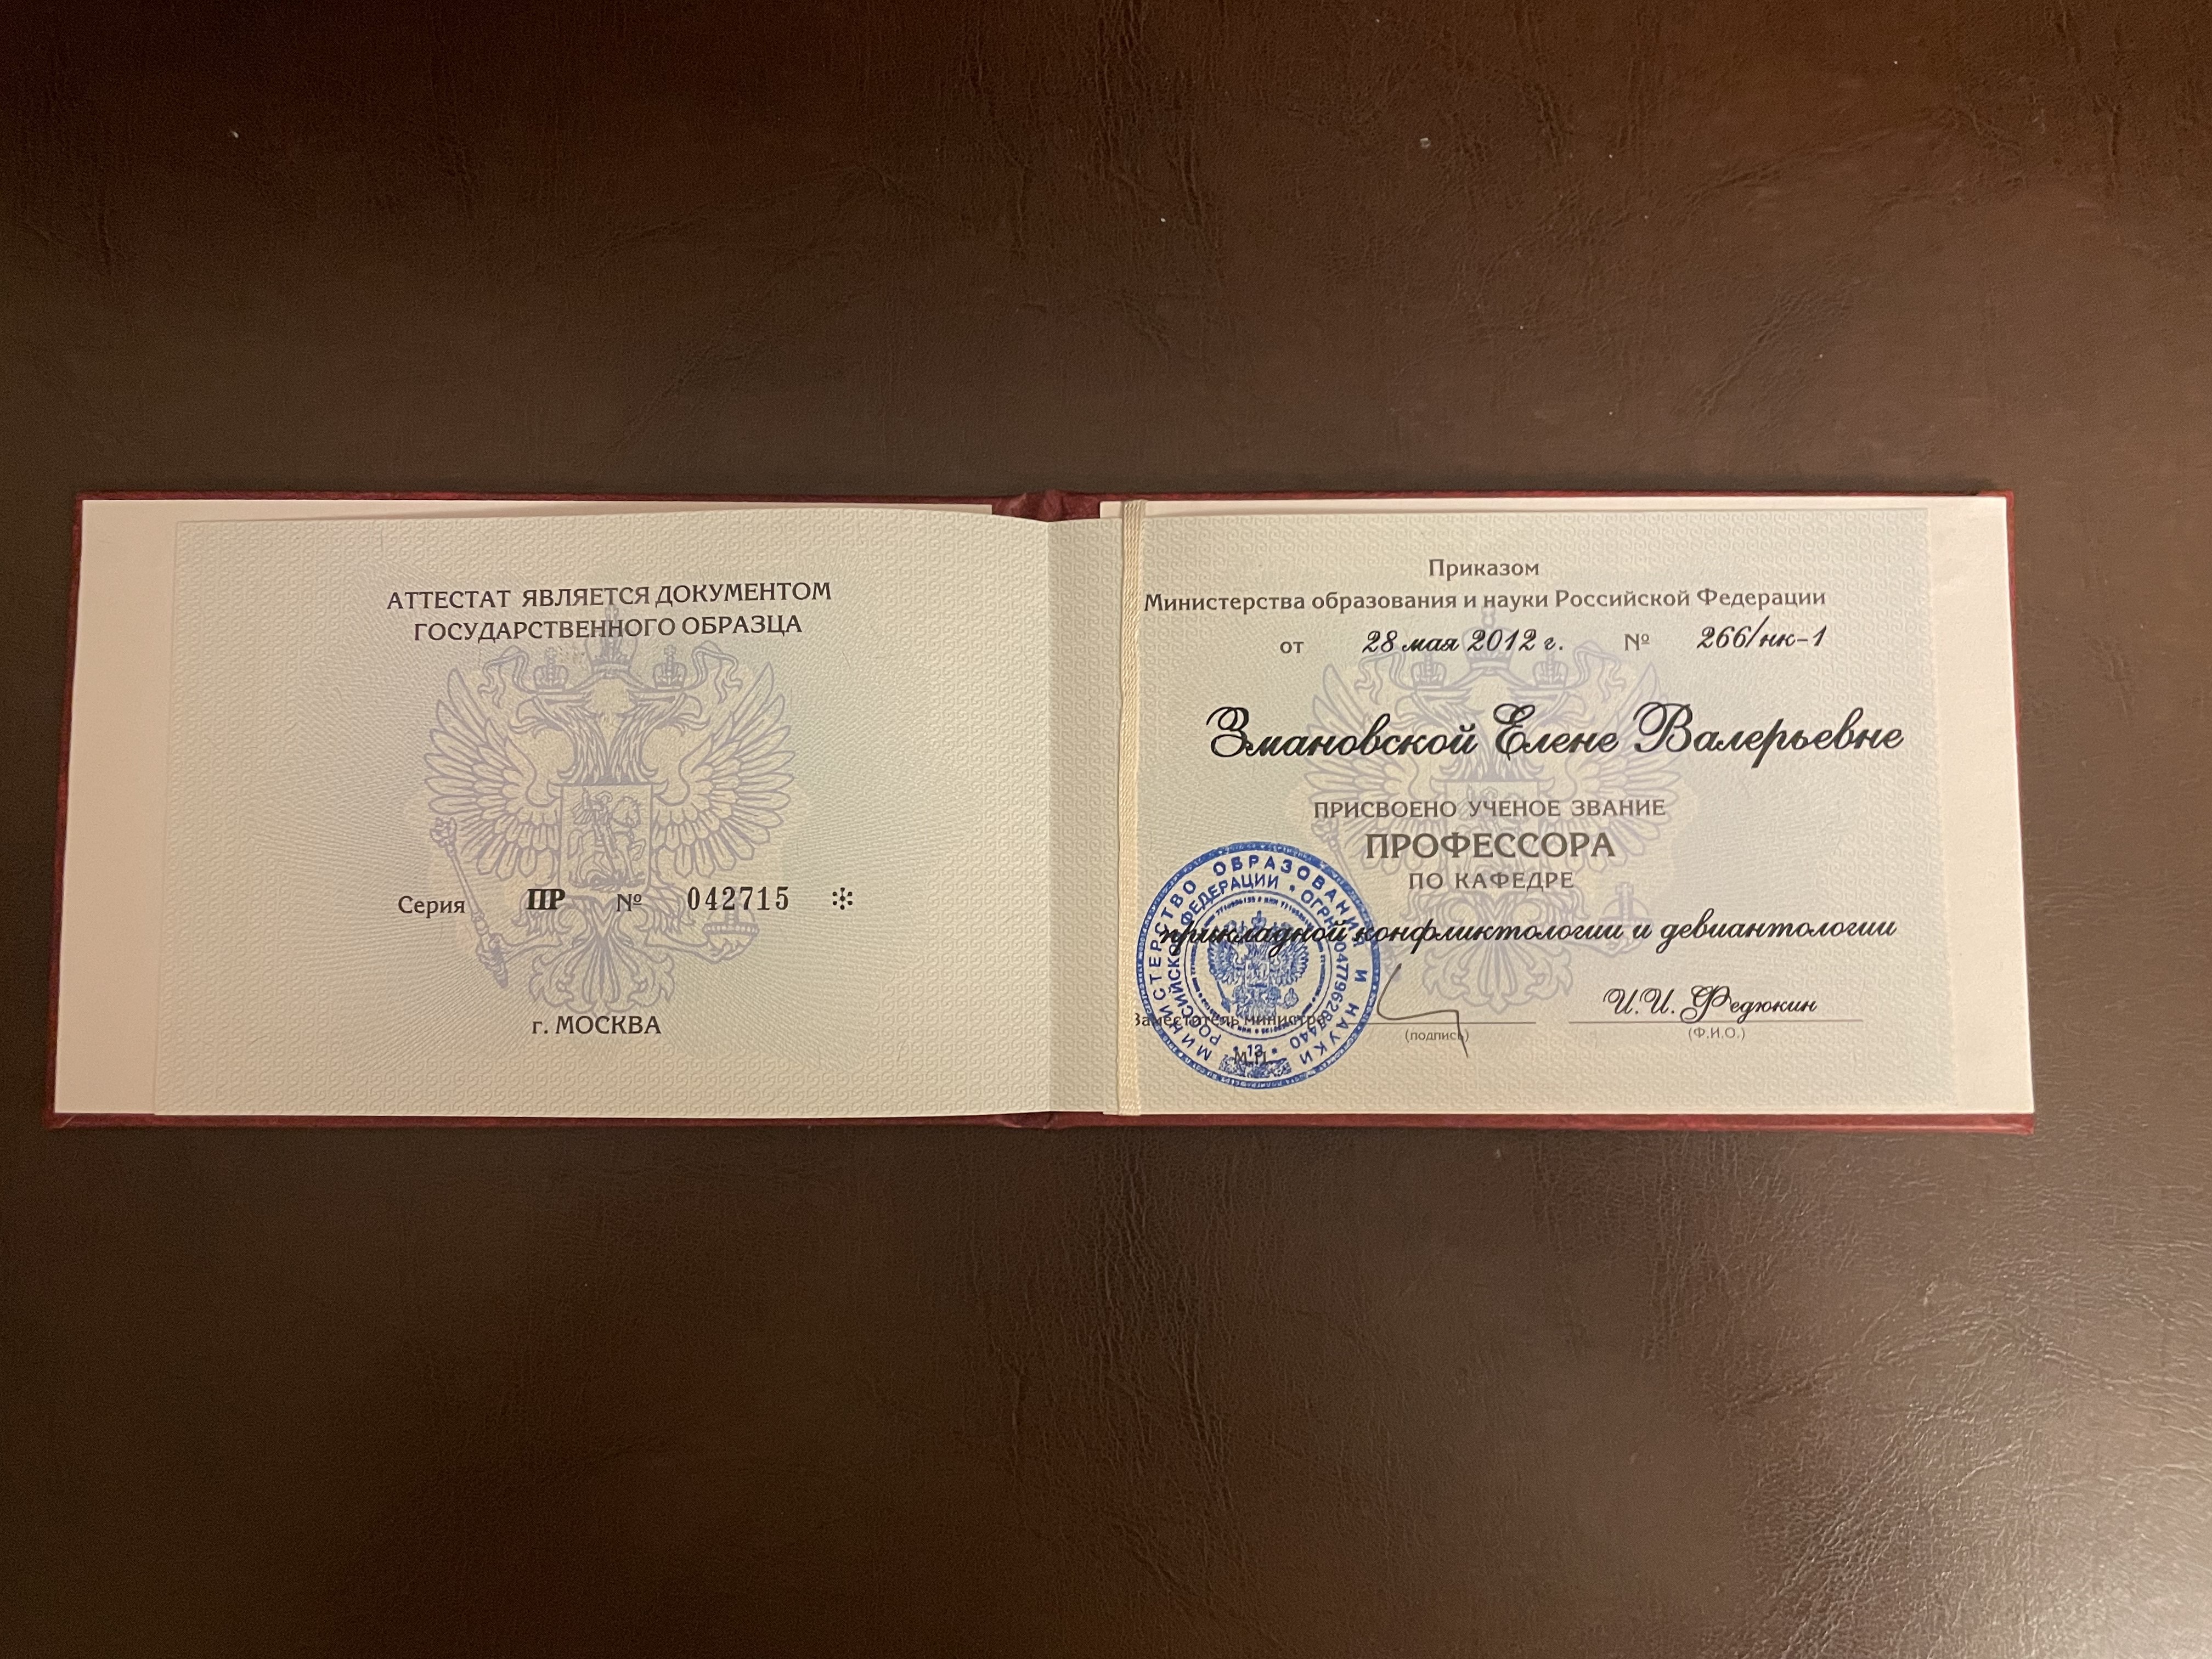 АТТЕСТАТ ЯВЛЯЕТСЯ ДОКУМЕНТОМ
ГОСУДАРСТВЕННОГО ОБРАЗЦА
Серия ПР № 042715
г. МОСКВА
Приказом
Министерства образования и науки Российской Федерации
от 28 мая 2012 г. № 266/нк-1
Змановской Елене Валерьевне
ПРИСВОЕНО УЧЕНОЕ ЗВАНИЕ
ПРОФЕССОРА
ПО КАФЕДРЕ
прикладной конфликтологии и девиантологии
И.И. Федюкин
Заместитель министра
(подпись)
(Ф.И.О.)
М.П.
МИНИСТЕРСТВО ОБРАЗОВАНИЯ И НАУКИ
РОССИЙСКОЙ ФЕДЕРАЦИИ • ОГРН
13